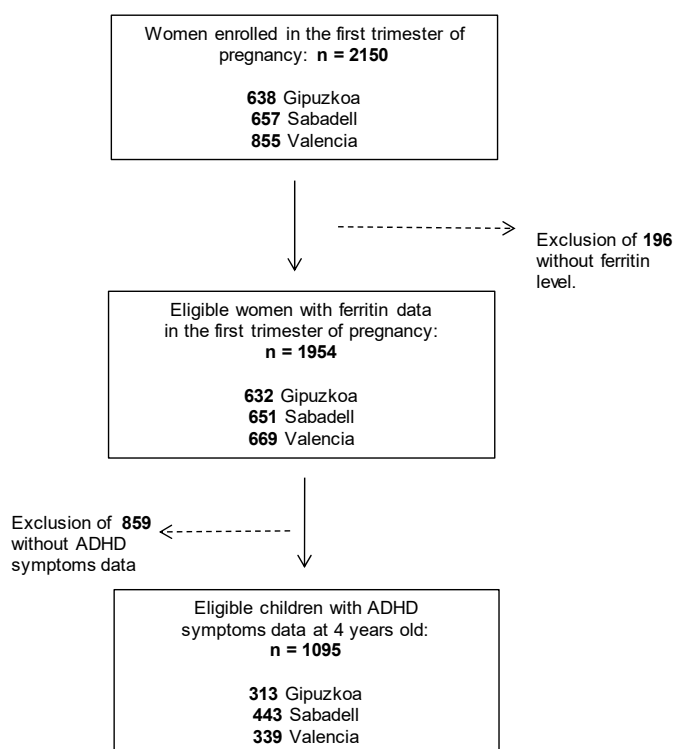 Women enrolled in the first trimester of
pregnancy: n = 2150
638 Gipuzkoa
657 Sabadell
855 Valencia
Exclusion of 196
without ferritin
level.
Eligible women with ferritin data
in the first trimester of pregnancy:
n = 1954
632 Gipuzkoa
651 Sabadell
669 Valencia
Exclusion of 859
without ADHD
symptoms data
Eligible children with ADHD
symptoms data at 4 years old:
n = 1095
313 Gipuzkoa
443 Sabadell
339 Valencia